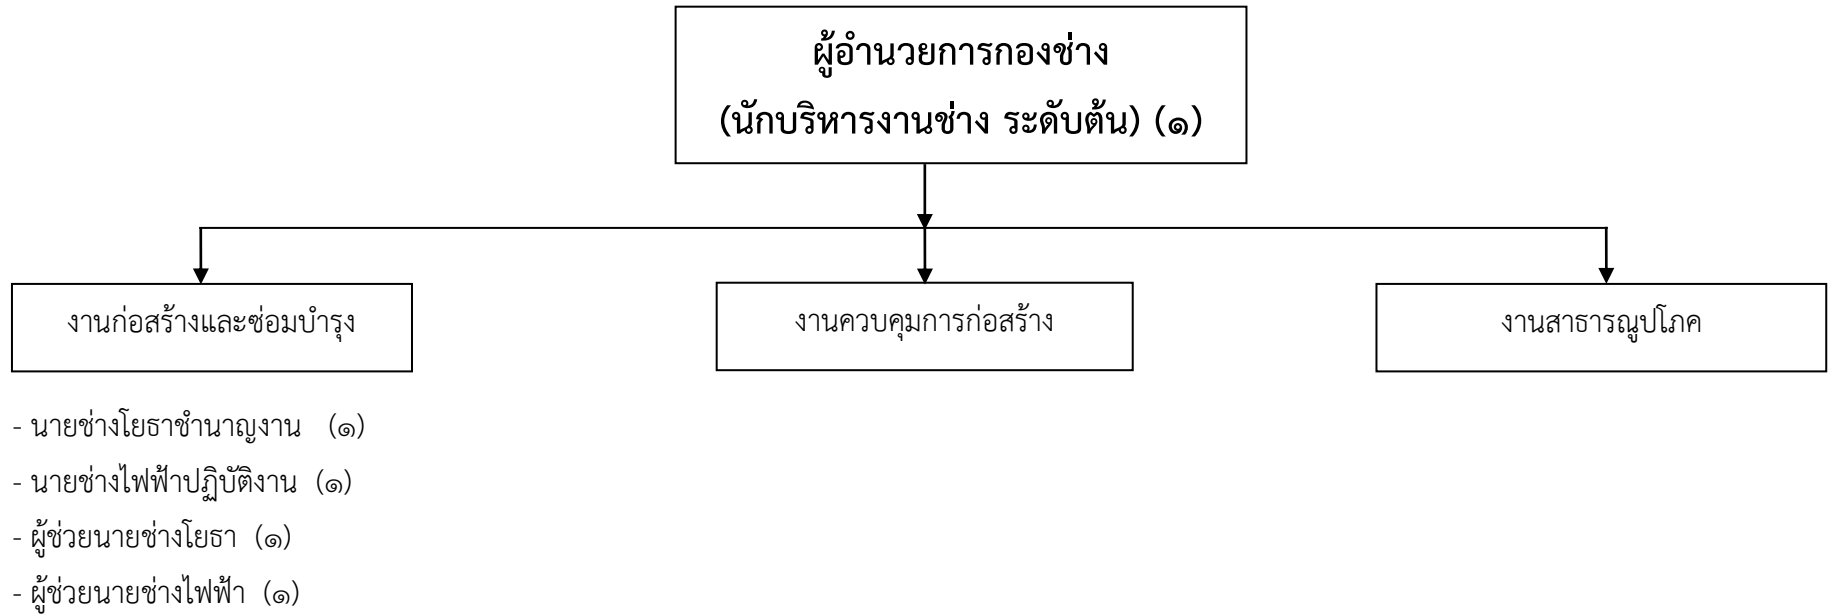 ผู้อำนวยการกองช่าง
(นักบริหารงานช่าง ระดับต้น) (๑)
งานก่อสร้างและซ่อมบำรุง
งานควบคุมการก่อสร้าง
งานสาธารณูปโภค
- นายช่างโยธาชำนาญงาน (๑)
- นายช่างไฟฟ้าปฏิบัติงาน (๑)
- ผู้ช่วยนายช่างโยธา (๑)
- ผู้ช่วยนายช่างไฟฟ้า (๑)